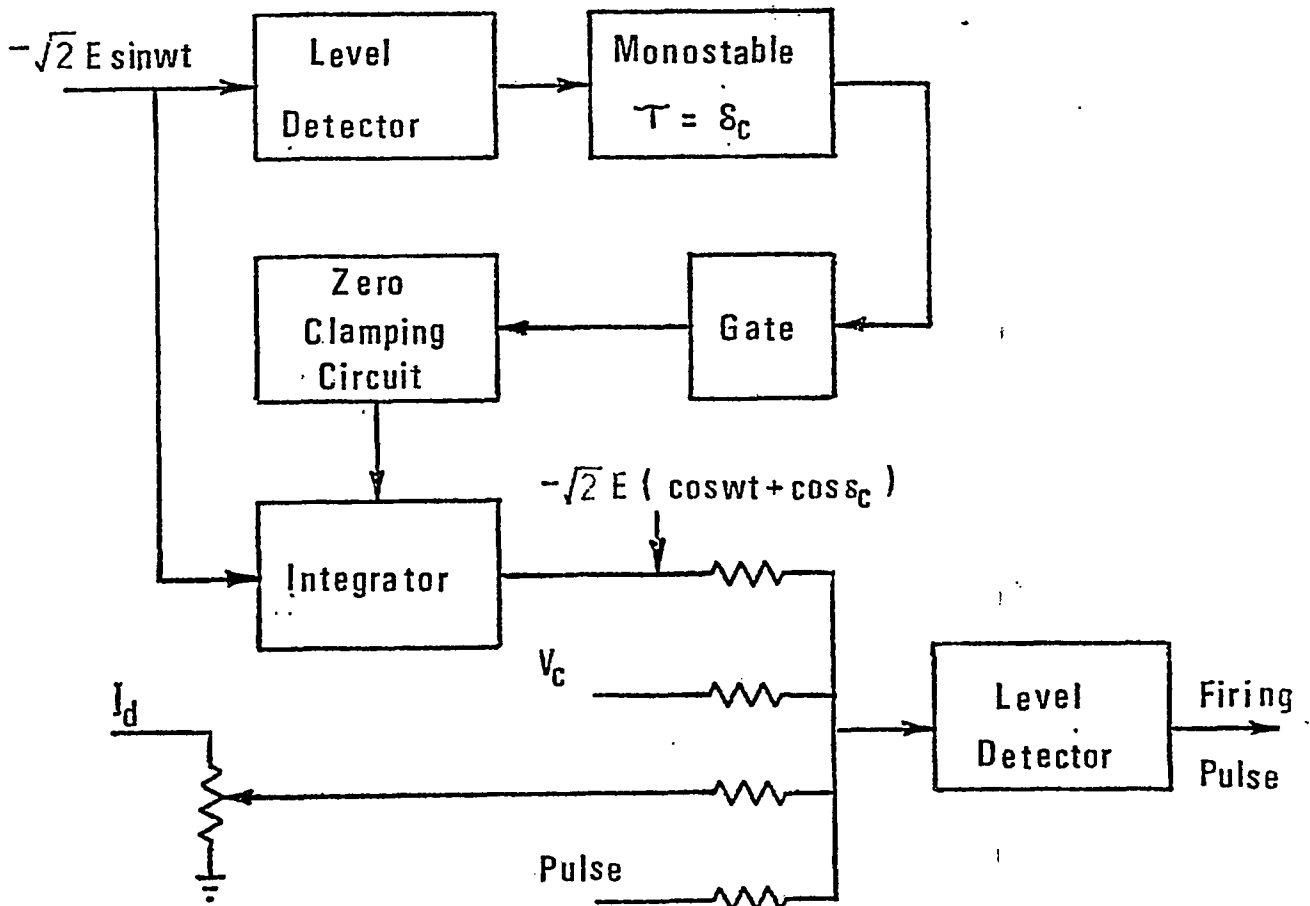 -√2 E sinwt
Level
Detector
Monostable
τ = δc
Zero
Clamping
Circuit
Gate
-√2 E ( coswt + cos δc )
Integrator
Vc
Id
Level
Detector
Firing
Pulse
Pulse